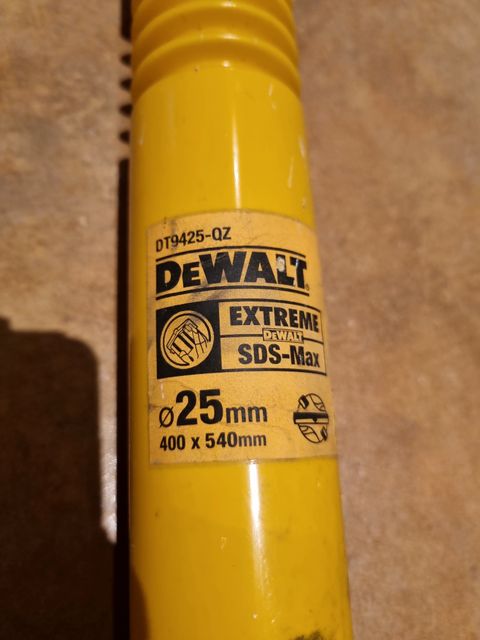 DT9425-QZ
DEWALT®
EXTREME
DEWALT
SDS-Max
ø25mm
400 x 540mm